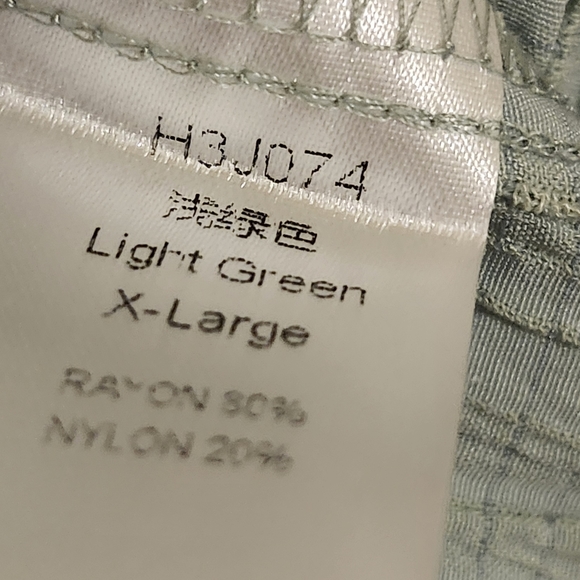 H3J074
浅绿色
Light Green
X-Large
RAYON 80%
NYLON 20%